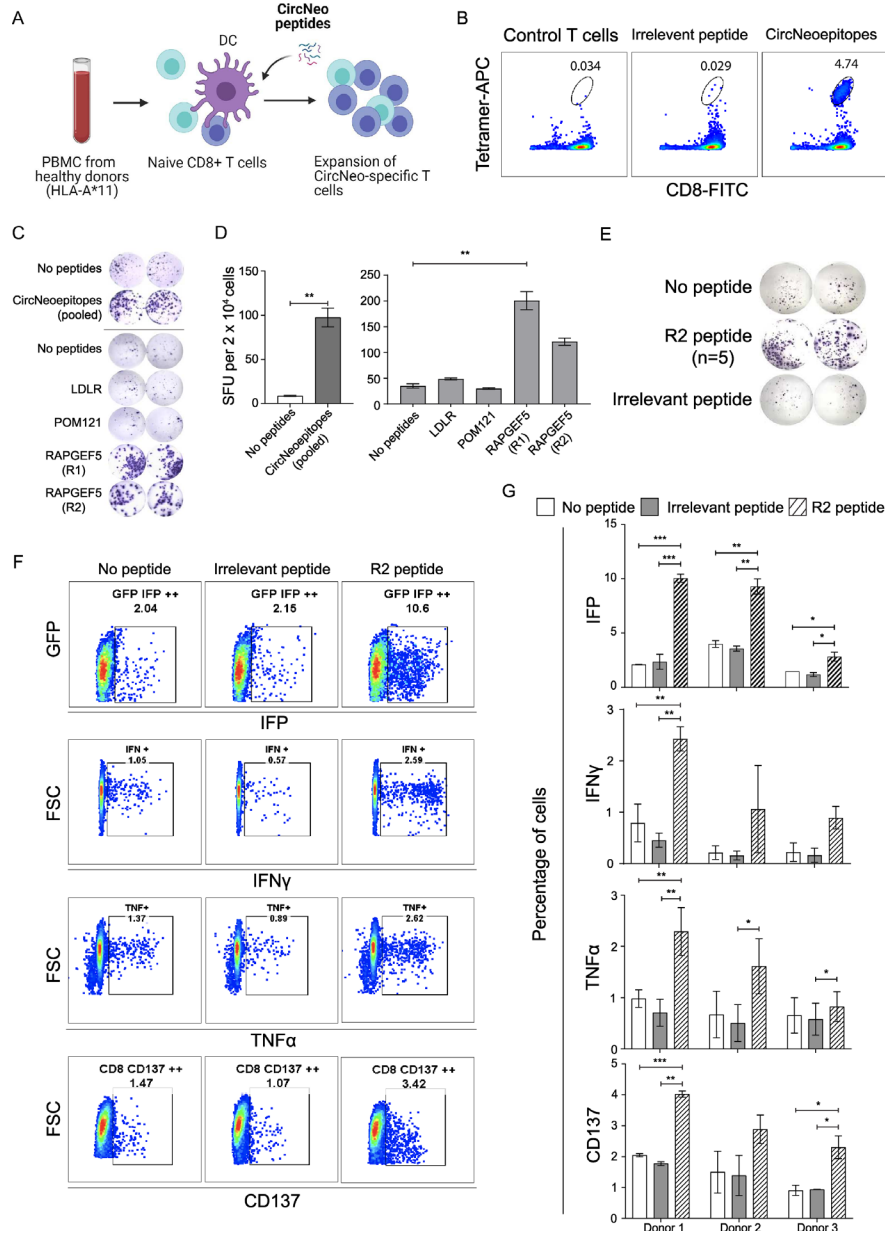 A
CircNeo
peptides
DC
PBMC from
healthy donors
(HLA-A*11)
Naive CD8+ T cells
Expansion of
CircNeo-specific T
cells
B
Control T cells
Irrelevent peptide
CircNeoepitopes
0.034
0.029
4.74
Tetramer-APC
CD8-FITC
C
No peptides
CircNeoepitopes
(pooled)
No peptides
LDLR
POM121
RAPGEF5
(R1)
RAPGEF5
(R2)
D
SFU per 2 x 10⁴ cells
150
100
50
0
**
No peptides
CircNeoepitopes
(pooled)
250
200
150
100
50
0
**
No peptides
LDLR
POM121
RAPGEF5
(R1)
RAPGEF5
(R2)
E
No peptide
R2 peptide
(n=5)
Irrelevant peptide
F
No peptide
Irrelevant peptide
R2 peptide
GFP
GFP IFP ++
2.04
GFP IFP ++
2.15
GFP IFP ++
10.6
IFP
FSC
IFN +
1.05
IFN +
0.57
IFN +
2.59
IFNγ
FSC
TNF+
1.37
TNF+
0.89
TNF+
2.62
TNFα
FSC
CD8 CD137 ++
1.47
CD8 CD137 ++
1.07
CD8 CD137 ++
3.42
CD137
G
No peptide
Irrelevant peptide
R2 peptide
Percentage of cells
IFP
15
10
5
0
***
***
**
**
*
*
IFNγ
3
2
1
0
**
**
TNFα
3
2
1
0
**
**
*
*
CD137
5
4
3
2
1
0
***
**
*
*
Donor 1
Donor 2
Donor 3